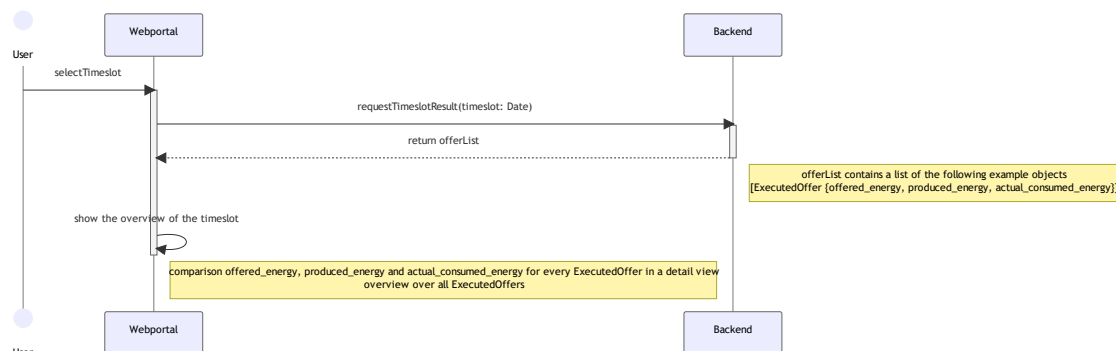 Webportal
Backend
User
selectTimeslot
requestTimeslotResult(timeslot: Date)
return offerList
offerList contains a list of the following example objects
[ExecutedOffer {offered_energy, produced_energy, actual_consumed_energy}]
show the overview of the timeslot
comparison offered_energy, produced_energy and actual_consumed_energy for every ExecutedOffer in a detail view
overview over all ExecutedOffers
Webportal
Backend
User